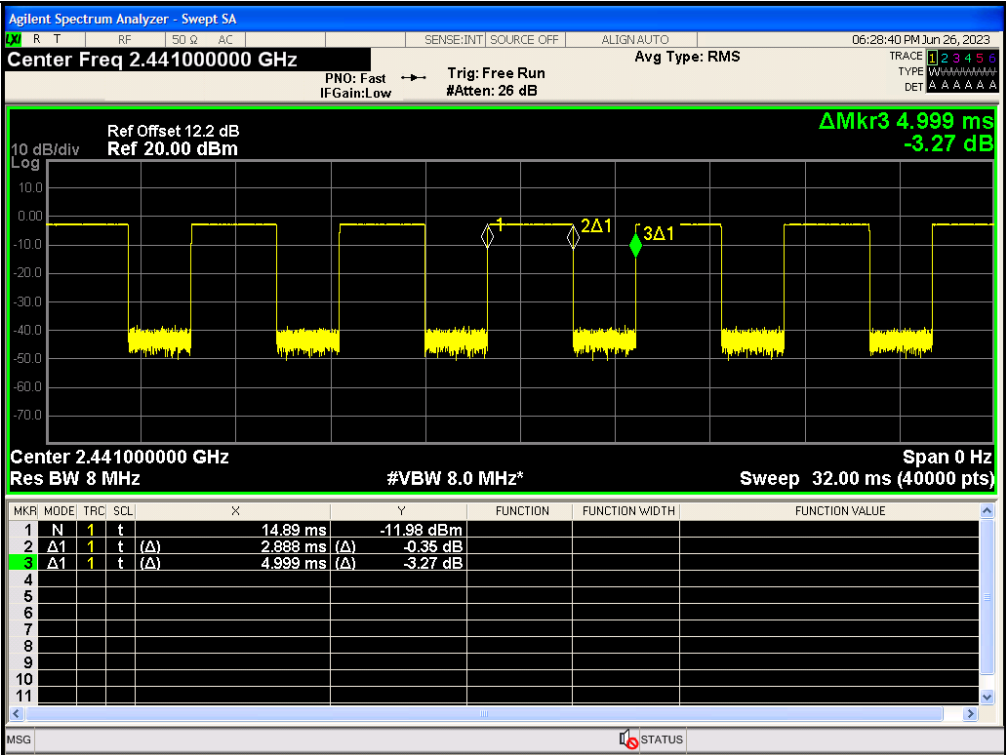 Agilent Spectrum Analyzer - Swept SA
LXI R T RF 50 Ω AC SENSE:INT SOURCE OFF ALIGN AUTO 06:28:40 PM Jun 26, 2023
Center Freq 2.441000000 GHz
PNO: Fast
IFGain:Low
Trig: Free Run
#Atten: 26 dB
Avg Type: RMS
TRACE 1 2 3 4 5 6
TYPE W W W W W W
DET A A A A A A
ΔMkr3 4.999 ms
-3.27 dB
Ref Offset 12.2 dB
10 dB/div Ref 20.00 dBm
Log
10.0
0.00
-10.0
-20.0
-30.0
-40.0
-50.0
-60.0
-70.0
1
2Δ1
3Δ1
Center 2.441000000 GHz Span 0 Hz
Res BW 8 MHz #VBW 8.0 MHz* Sweep 32.00 ms (40000 pts)
MKR MODE TRC SCL X Y FUNCTION FUNCTION WIDTH FUNCTION VALUE
1 N 1 t 14.89 ms -11.98 dBm
2 Δ1 1 t (Δ) 2.888 ms (Δ) -0.35 dB
3 Δ1 1 t (Δ) 4.999 ms (Δ) -3.27 dB
4
5
6
7
8
9
10
11
MSG STATUS